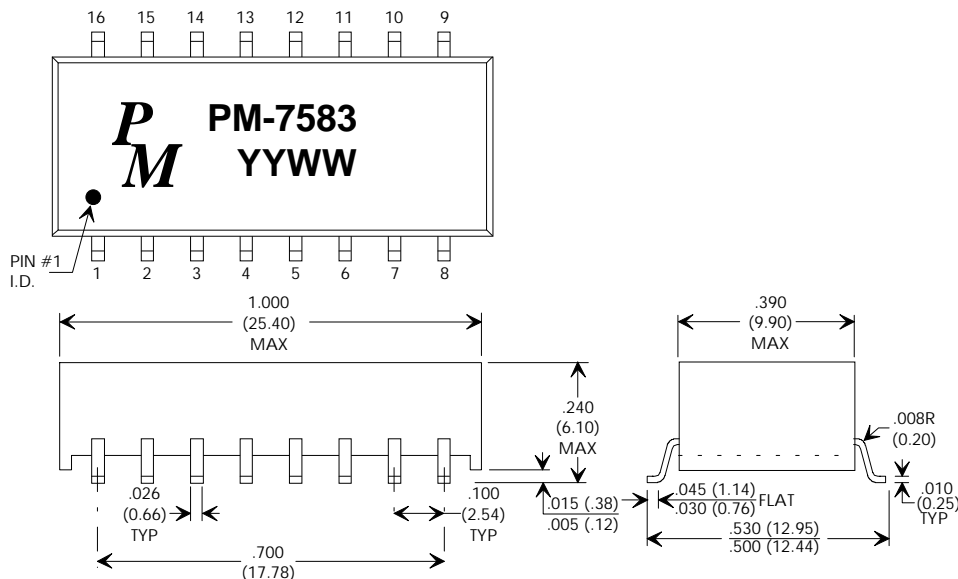 16 15 14 13 12 11 10 9
P
M
PM-7583
YYWW
PIN #1
I.D.
1 2 3 4 5 6 7 8
1.000
(25.40)
MAX
.390
(9.90)
MAX
.240
(6.10)
MAX
.008R
(0.20)
.026
(0.66)
TYP
.100
(2.54)
TYP
.015 (.38)
.005 (.12)
.045 (1.14)
.030 (0.76)
FLAT
.010
(0.25)
TYP
.700
(17.78)
.530 (12.95)
.500 (12.44)